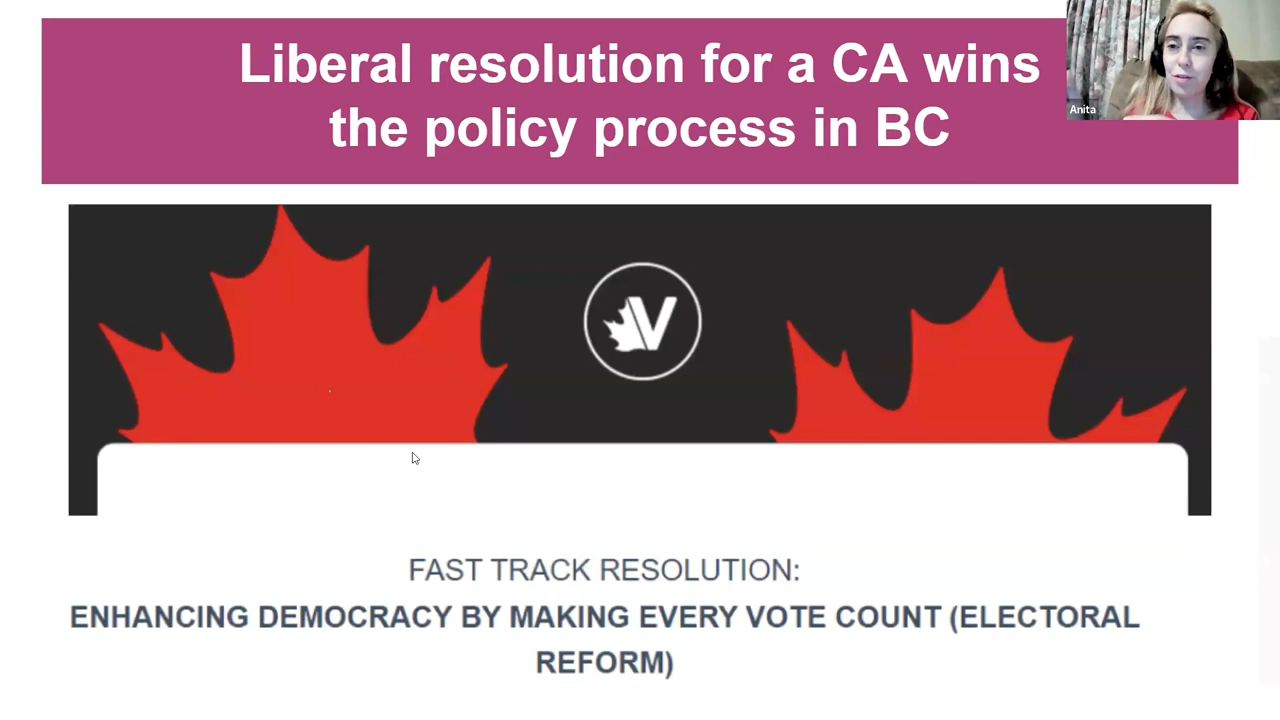 Liberal resolution for a CA wins
the policy process in BC
Anita
V
FAST TRACK RESOLUTION:
ENHANCING DEMOCRACY BY MAKING EVERY VOTE COUNT (ELECTORAL
REFORM)